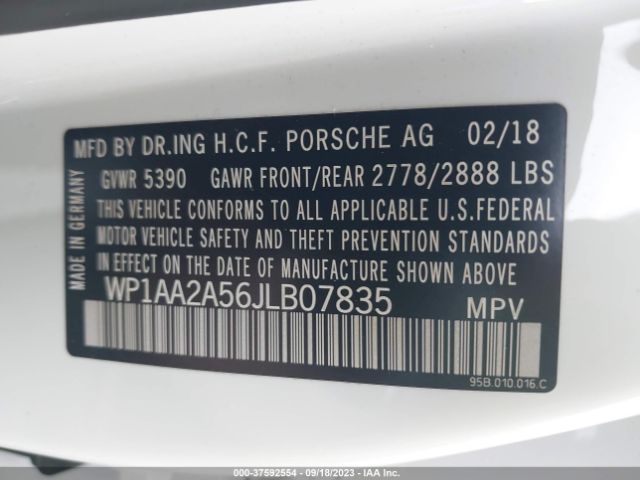 MFD BY DR.ING H.C.F. PORSCHE AG 02/18
GVWR 5390 GAWR FRONT/REAR 2778/2888 LBS
THIS VEHICLE CONFORMS TO ALL APPLICABLE U.S.FEDERAL
MOTOR VEHICLE SAFETY AND THEFT PREVENTION STANDARDS
IN EFFECT ON THE DATE OF MANUFACTURE SHOWN ABOVE
WP1AA2A56JLB07835 MPV
MADE IN GERMANY
95B.010.016.C
000-37592554 - 09/18/2023 - IAA Inc.